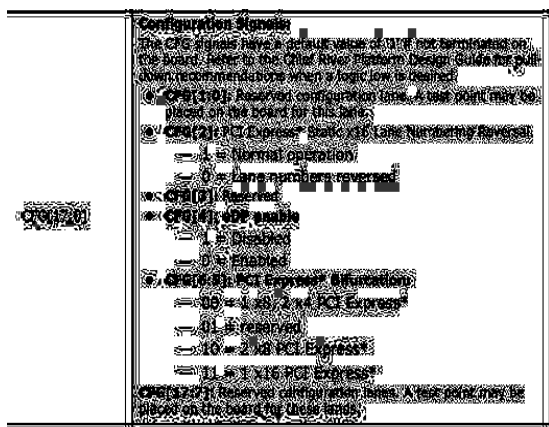 CFG[17:0]
Configuration Signals:
The CFG signals have a default value of '1' if not terminated on
the board. Refer to the Chief River Platform Design Guide for pull-
down recommendations when a logic low is desired.
• CFG[1:0]: Reserved configuration lane. A test point may be
placed on the board for this lane.
• CFG[2]: PCI Express* Static x16 Lane Numbering Reversal.
— 1 = Normal operation
— 0 = Lane numbers reversed
• CFG[3]: Reserved
• CFG[4]: eDP enable
— 1 = Disabled
— 0 = Enabled
• CFG[6:5]: PCI Express* Bifurcation:
— 00 = 1 x8, 2 x4 PCI Express*
— 01 = reserved
— 10 = 2 x8 PCI Express*
— 11 = 1 x16 PCI Express*
CFG[17:7]: Reserved configuration lanes. A test point may be
placed on the board for these lands.